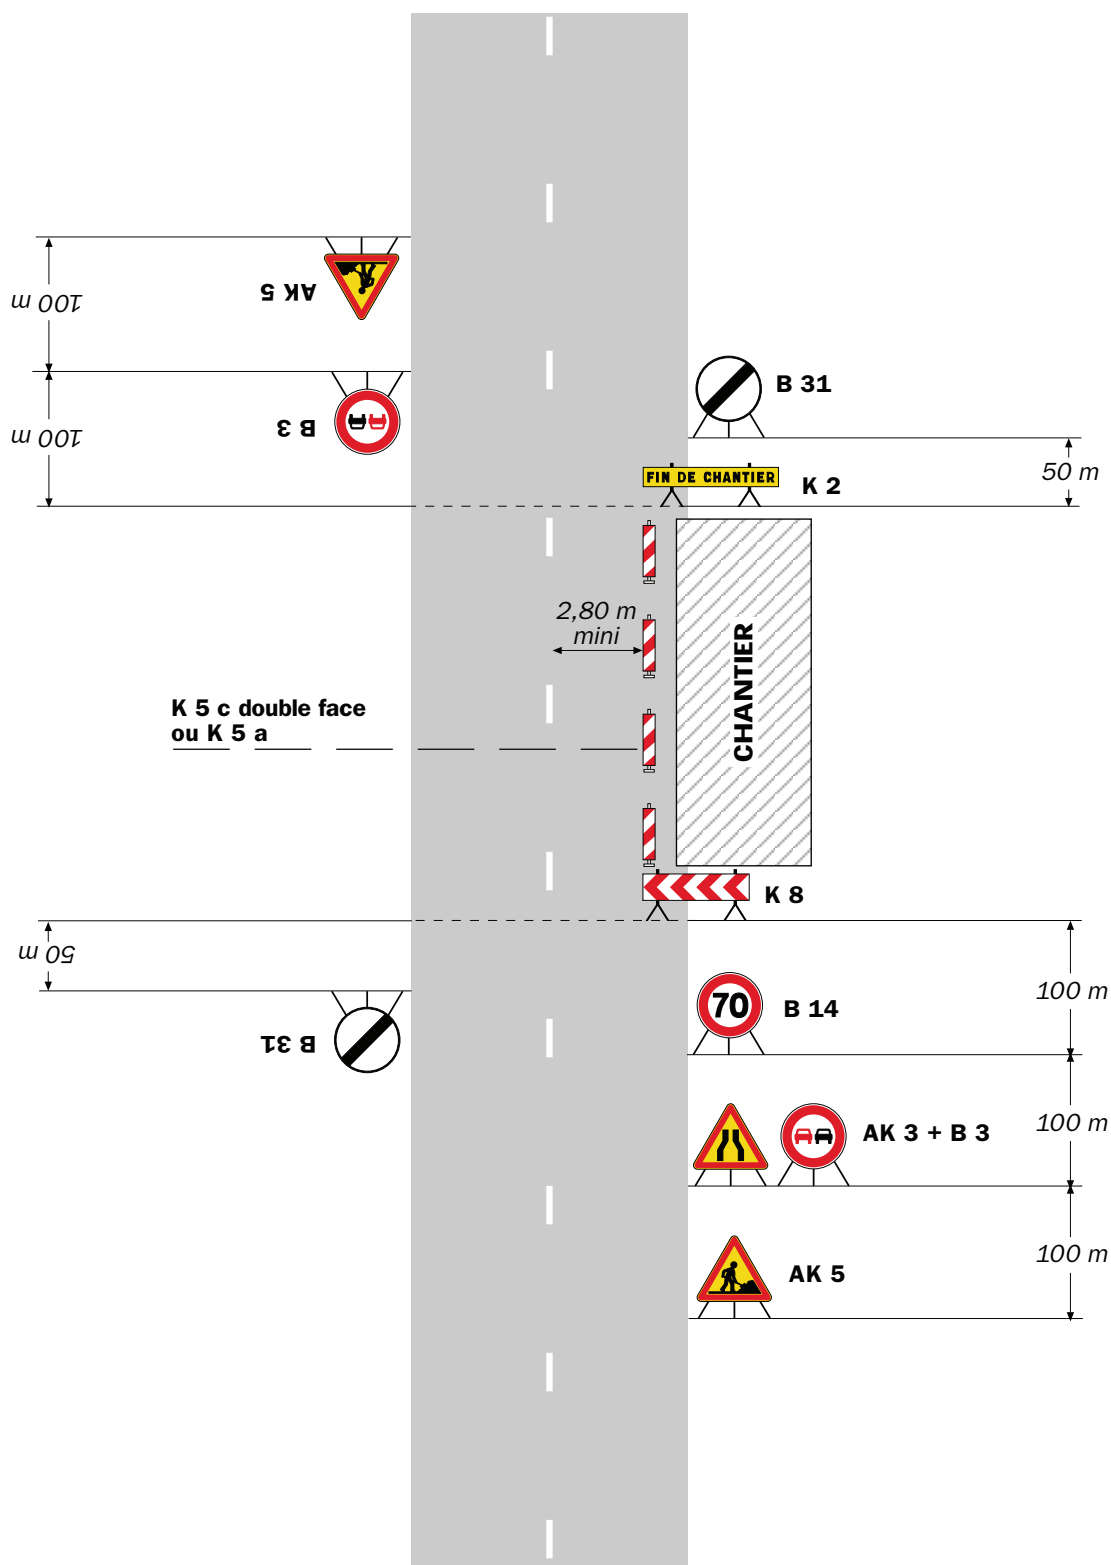 AK 5
100 m
B 3
100 m
B 31
50 m
FIN DE CHANTIER
K 2
2,80 m
mini
CHANTIER
K 5 c double face
ou K 5 a
K 8
50 m
B 31
70
B 14
100 m
AK 3 + B 3
100 m
AK 5
100 m